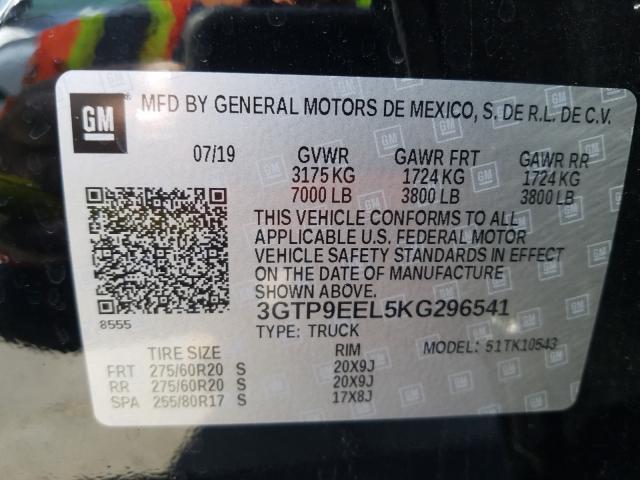 GM
MFD BY GENERAL MOTORS DE MEXICO, S. DE R.L. DE C.V.
07/19 GVWR GAWR FRT GAWR RR
3175 KG 1724 KG 1724 KG
7000 LB 3800 LB 3800 LB
THIS VEHICLE CONFORMS TO ALL
APPLICABLE U.S. FEDERAL MOTOR
VEHICLE SAFETY STANDARDS IN EFFECT
ON THE DATE OF MANUFACTURE
SHOWN ABOVE.
8555
3GTP9EEL5KG296541
TYPE: TRUCK MODEL: 51TK10543
TIRE SIZE RIM
FRT 275/60R20 S 20X9J
RR 275/60R20 S 20X9J
SPA 255/80R17 S 17X8J